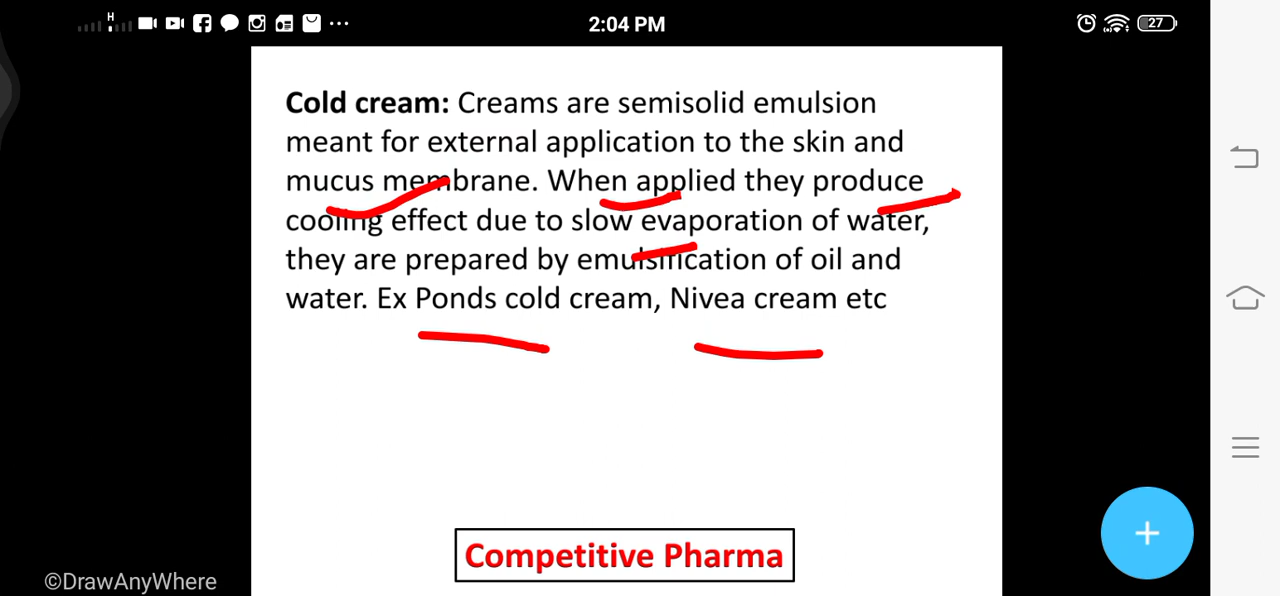 H
2:04 PM
27
Cold cream: Creams are semisolid emulsion
meant for external application to the skin and
mucus membrane. When applied they produce
cooling effect due to slow evaporation of water,
they are prepared by emulsification of oil and
water. Ex Ponds cold cream, Nivea cream etc
Competitive Pharma
©DrawAnyWhere